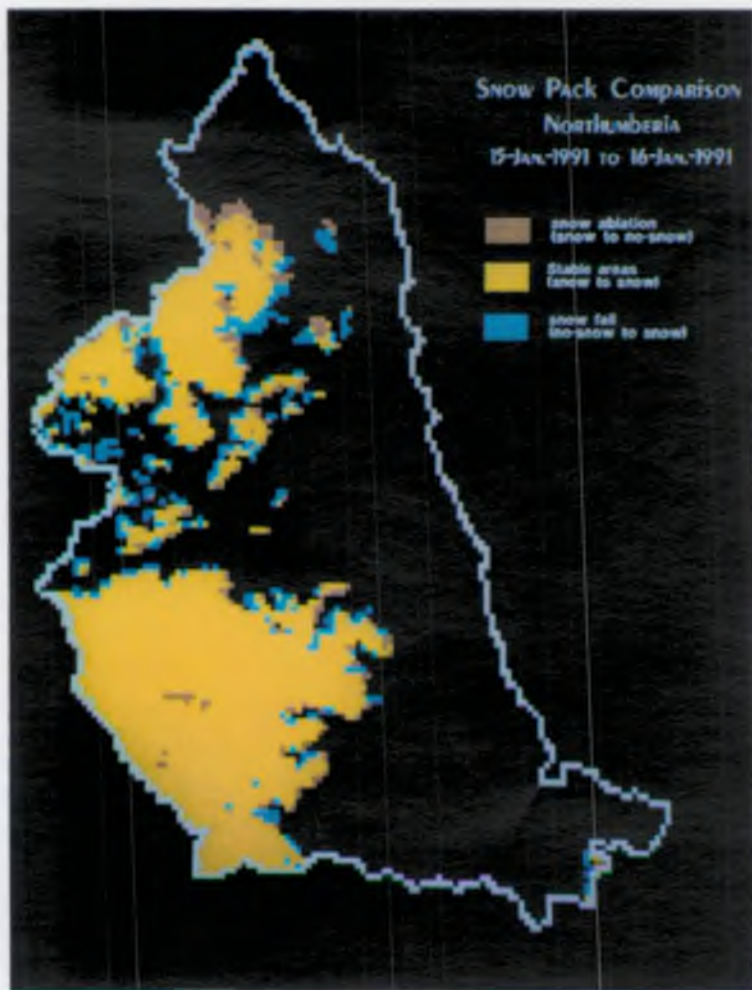 SNOW PACK COMPARISON
NORTHUMBERIA
15-JAN.-1991 TO 16-JAN.-1991
snow ablation
(snow to no-snow)
Stable areas
(snow to snow)
snow fall
(no-snow to snow)